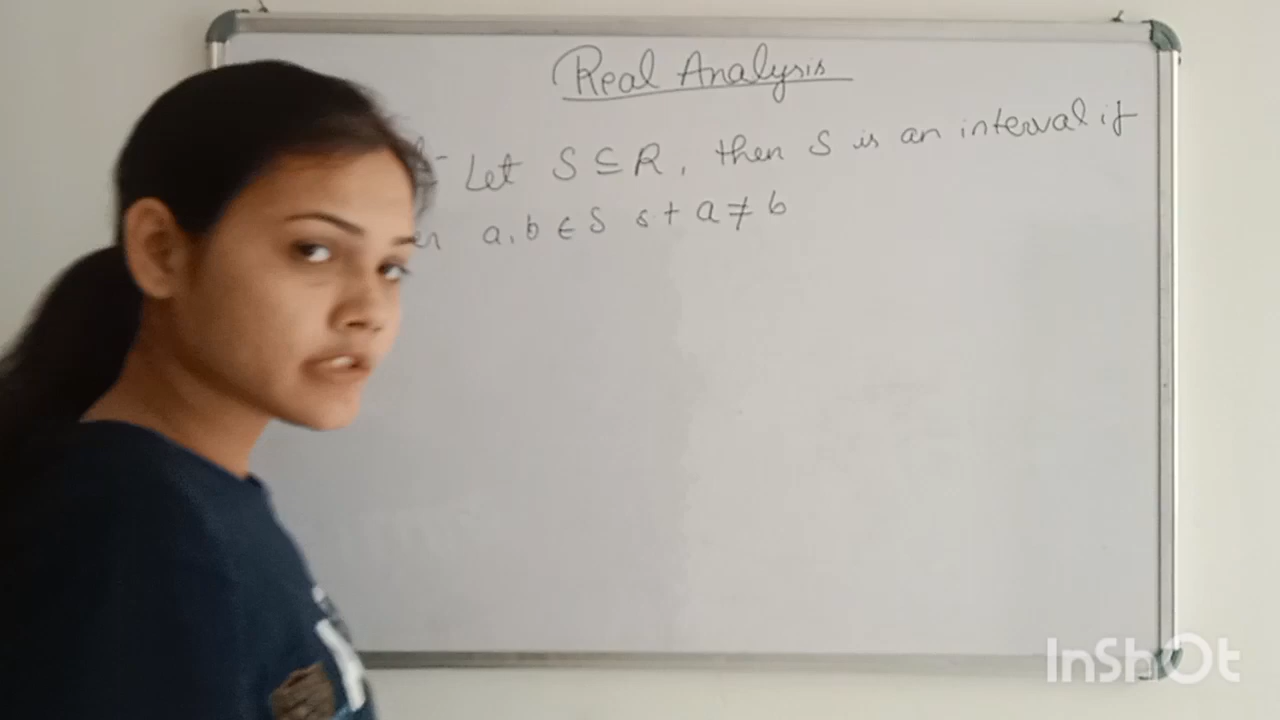 Real Analysis
Let S ⊆ R, then S is an interval if
a, b ∈ S s t a ≠ b
InShOt